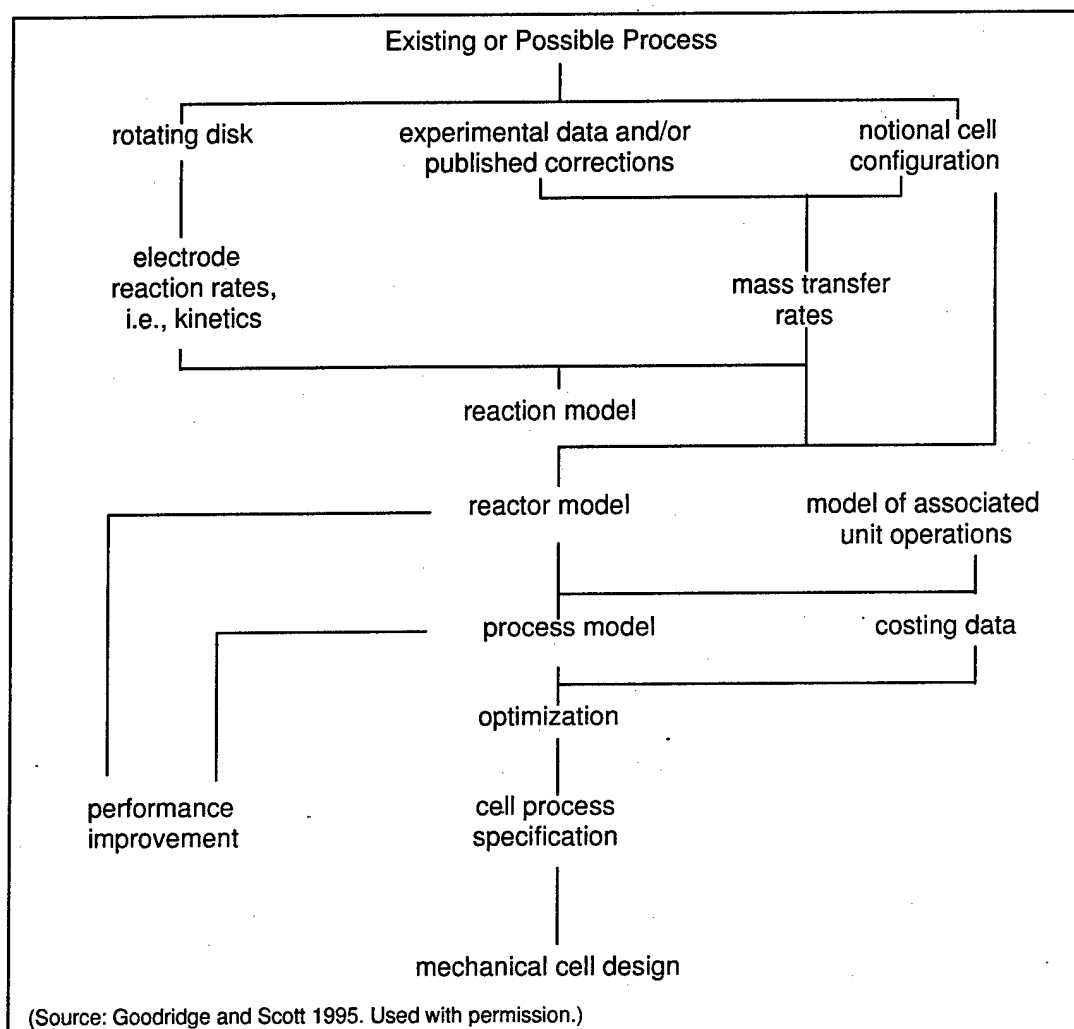 Existing or Possible Process
rotating disk
experimental data and/or
published corrections
notional cell
configuration
electrode
reaction rates,
i.e., kinetics
mass transfer
rates
reaction model
reactor model
model of associated
unit operations
process model
costing data
optimization
performance
improvement
cell process
specification
mechanical cell design
(Source: Goodridge and Scott 1995. Used with permission.)